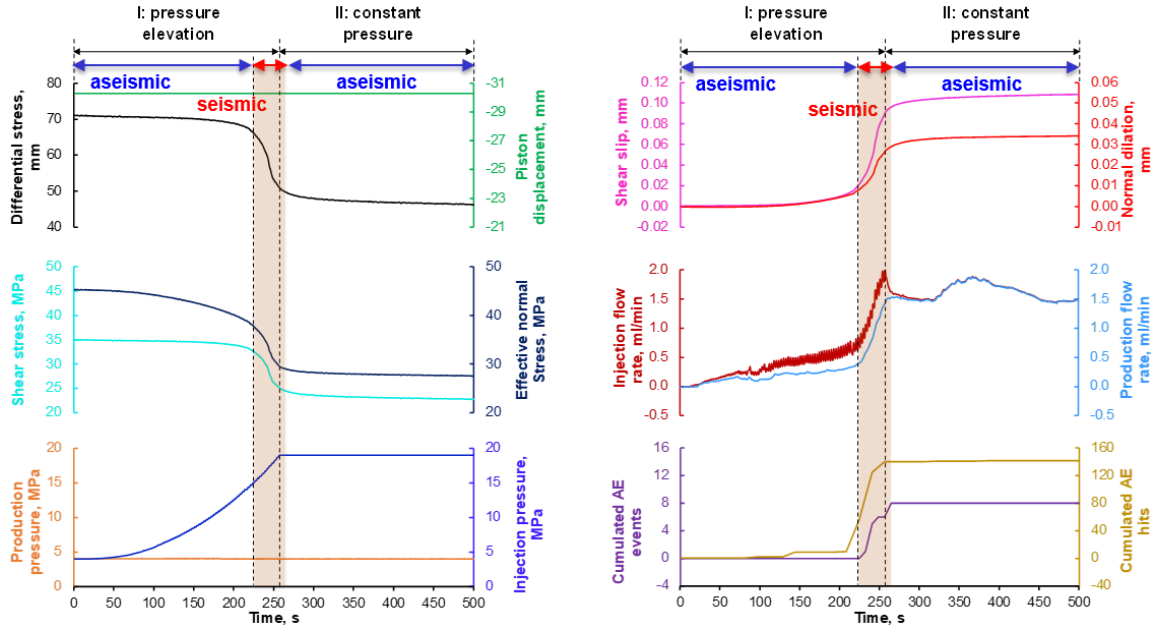 I: pressure
elevation
II: constant
pressure
aseismic
aseismic
seismic
80
70
60
50
40
Differential stress,
mm
-31
-29
-27
-25
-23
-21
Piston
displacement, mm
50
45
40
35
30
25
20
Shear stress, MPa
50
40
30
20
Effective normal
Stress, MPa
20
15
10
5
0
Production
pressure, MPa
20
15
10
5
0
Injection pressure,
MPa
0 50 100 150 200 250 300 350 400 450 500
Time, s
I: pressure
elevation
II: constant
pressure
aseismic
aseismic
seismic
0.12
0.10
0.08
0.06
0.04
0.02
0.00
-0.02
Shear slip, mm
0.06
0.05
0.04
0.03
0.02
0.01
0.00
-0.01
Normal dilation,
mm
2.0
1.5
1.0
0.5
0.0
-0.5
Injection flow
rate, ml/min
2.0
1.5
1.0
0.5
0.0
-0.5
Production flow
rate, ml/min
16
12
8
4
0
-4
Cumulated AE
events
160
120
80
40
0
-40
Cumulated AE
hits
0 50 100 150 200 250 300 350 400 450 500
Time, s